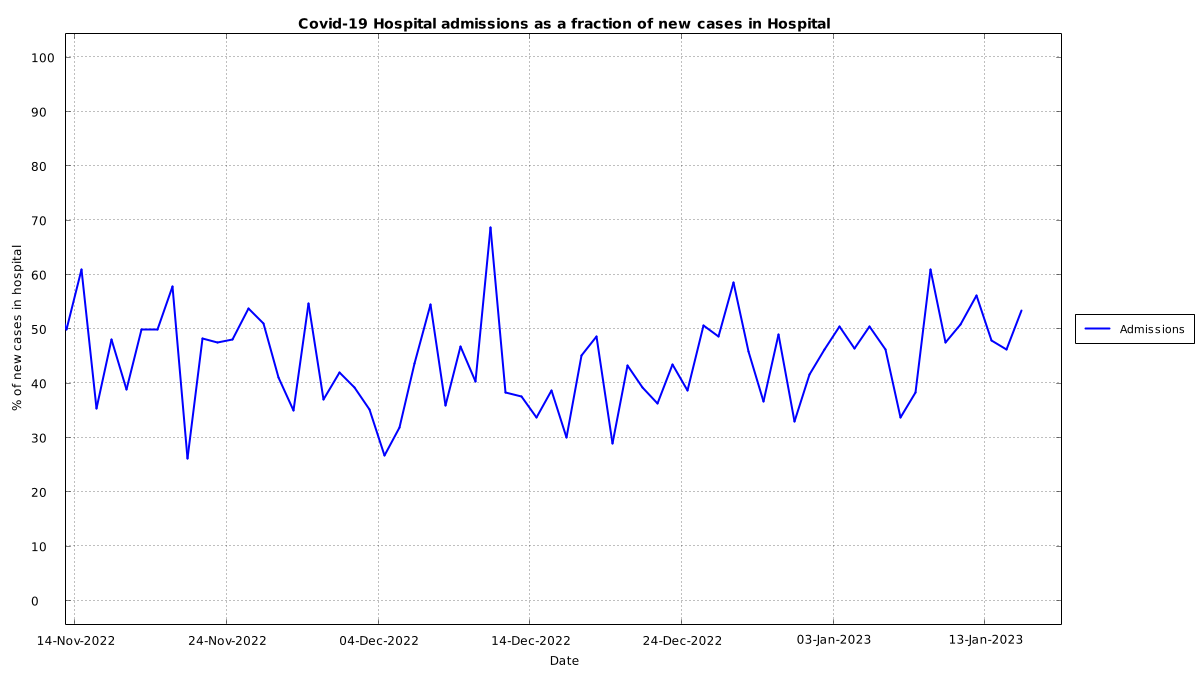 Covid-19 Hospital admissions as a fraction of new cases in Hospital
% of new cases in hospital
100
90
80
70
60
50
40
30
20
10
0
14-Nov-2022 24-Nov-2022 04-Dec-2022 14-Dec-2022 24-Dec-2022 03-Jan-2023 13-Jan-2023
Date
Admissions